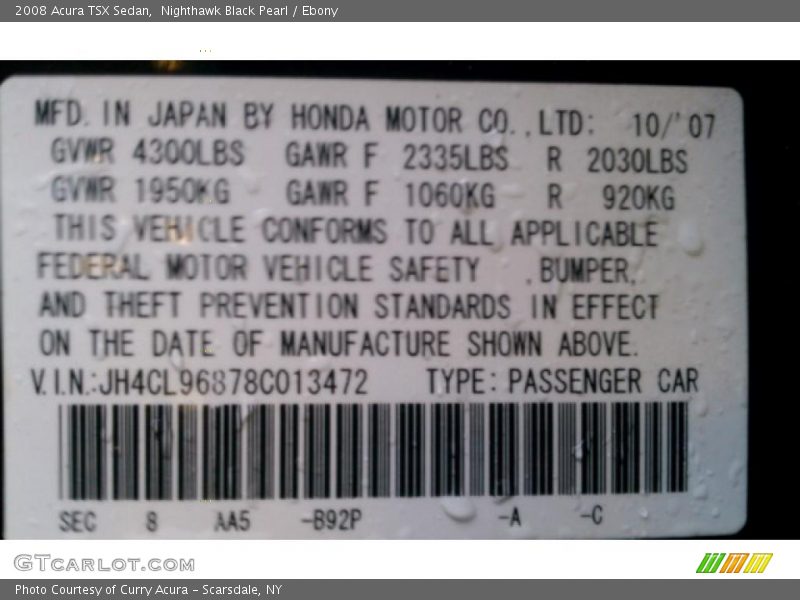 2008 Acura TSX Sedan, Nighthawk Black Pearl / Ebony
MFD. IN JAPAN BY HONDA MOTOR CO., LTD: 10/'07
GVWR 4300LBS GAWR F 2335LBS R 2030LBS
GVWR 1950KG GAWR F 1060KG R 920KG
THIS VEHICLE CONFORMS TO ALL APPLICABLE
FEDERAL MOTOR VEHICLE SAFETY , BUMPER,
AND THEFT PREVENTION STANDARDS IN EFFECT
ON THE DATE OF MANUFACTURE SHOWN ABOVE.
V.I.N.:JH4CL96878C013472 TYPE: PASSENGER CAR
SEC 8 AA5 -B92P -A -C
GTCARLOT.COM
Photo Courtesy of Curry Acura - Scarsdale, NY